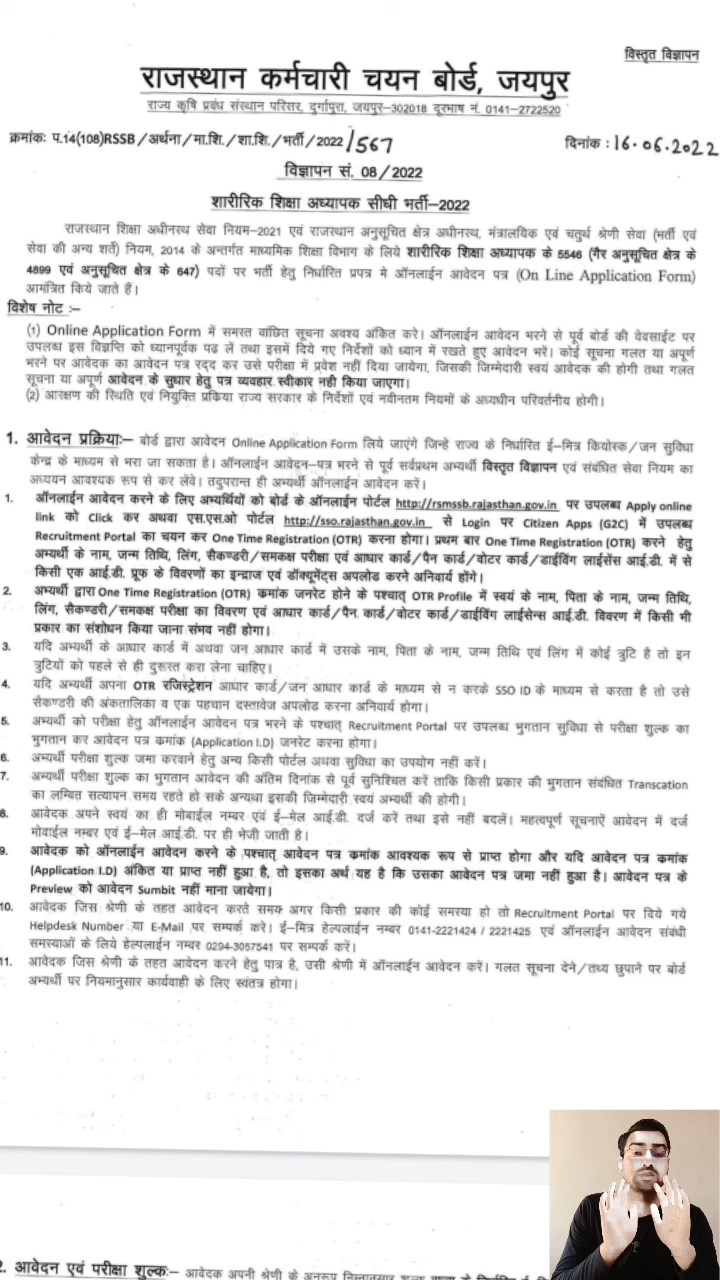 विस्तृत विज्ञापन
राजस्थान कर्मचारी चयन बोर्ड, जयपुर
राज्य कृषि प्रबंध संस्थान परिसर, दुर्गापुरा, जयपुर–302018 दूरभाष नं. 0141–2722520
क्रमांकः प.14(108)RSSB/अर्थना/मा.शि./शा.शि./भर्ती/2022/567 दिनांक : 16.06.2022
विज्ञापन सं. 08/2022
शारीरिक शिक्षा अध्यापक सीधी भर्ती–2022
राजस्थान शिक्षा अधीनस्थ सेवा नियम–2021 एवं राजस्थान अनुसूचित क्षेत्र अधीनस्थ, मंत्रालयिक एवं चतुर्थ श्रेणी सेवा (भर्ती एवं
सेवा की अन्य शर्ते) नियम, 2014 के अन्तर्गत माध्यमिक शिक्षा विभाग के लिये शारीरिक शिक्षा अध्यापक के 5546 (गैर अनुसूचित क्षेत्र के
4899 एवं अनुसूचित क्षेत्र के 647) पदों पर भर्ती हेतु निर्धारित प्रपत्र मे ऑनलाईन आवेदन पत्र (On Line Application Form)
आमंत्रित किये जाते हैं।
विशेष नोट :–
(1) Online Application Form में समस्त वांछित सूचना अवश्य अंकित करे। ऑनलाईन आवेदन भरने से पूर्व बोर्ड की वेबसाईट पर
उपलब्ध इस विज्ञप्ति को ध्यानपूर्वक पढ लें तथा इसमें दिये गए निर्देशों को ध्यान में रखते हुए आवेदन भरें। कोई सूचना गलत या अपूर्ण
भरने पर आवेदक का आवेदन पत्र रद्द कर उसे परीक्षा में प्रवेश नहीं दिया जायेगा, जिसकी जिम्मेदारी स्वयं आवेदक की होगी तथा गलत
सूचना या अपूर्ण आवेदन के सुधार हेतु पत्र व्यवहार स्वीकार नही किया जाएगा।
(2) आरक्षण की स्थिति एवं नियुक्ति प्रकिया राज्य सरकार के निर्देशों एवं नवीनतम नियमों के अध्यधीन परिवर्तनीय होगी।
1. आवेदन प्रक्रियाः– बोर्ड द्वारा आवेदन Online Application Form लिये जाएंगे जिन्हे राज्य के निर्धारित ई–मित्र कियोस्क/जन सुविधा
केन्द्र के माध्यम से भरा जा सकता है। ऑनलाईन आवेदन–पत्र भरने से पूर्व सर्वप्रथम अभ्यर्थी विस्तृत विज्ञापन एवं संबंधित सेवा नियम का
अध्ययन आवश्यक रूप से कर लेवे। तदुपरान्त ही अभ्यर्थी ऑनलाईन आवेदन करें।
1. ऑनलाईन आवेदन करने के लिए अभ्यर्थियों को बोर्ड के ऑनलाईन पोर्टल http://rsmssb.rajasthan.gov.in पर उपलब्ध Apply online
link को Click कर अथवा एस.एस.ओ पोर्टल http://sso.rajasthan.gov.in से Login पर Citizen Apps (G2C) में उपलब्ध
Recruitment Portal का चयन कर One Time Registration (OTR) करना होगा। प्रथम बार One Time Registration (OTR) करने हेतु
अभ्यर्थी के नाम, जन्म तिथि, लिंग, सैकण्डरी/समकक्ष परीक्षा एवं आधार कार्ड/पैन कार्ड/वोटर कार्ड/डाईविंग लाईसेंस आई.डी. में से
किसी एक आई.डी. प्रूफ के विवरणों का इन्द्राज एवं डॉक्यूमेंट्स अपलोड करने अनिवार्य होंगे।
2. अभ्यर्थी द्वारा One Time Registration (OTR) कमांक जनरेट होने के पश्चात् OTR Profile में स्वयं के नाम, पिता के नाम, जन्म तिथि,
लिंग, सैकण्डरी/समकक्ष परीक्षा का विवरण एवं आधार कार्ड/पैन कार्ड/वोटर कार्ड/डाईविंग लाईसेन्स आई.डी. विवरण में किसी भी
प्रकार का संशोधन किया जाना संभव नहीं होगा।
3. यदि अभ्यर्थी के आधार कार्ड में अथवा जन आधार कार्ड में उसके नाम, पिता के नाम, जन्म तिथि एवं लिंग में कोई त्रुटि है तो इन
त्रुटियों को पहले से ही दुरूस्त करा लेना चाहिए।
4. यदि अभ्यर्थी अपना OTR रजिस्ट्रेशन आधार कार्ड/जन आधार कार्ड के माध्यम से न करके SSO ID के माध्यम से करता है तो उसे
सैकण्डरी की अंकतालिका व एक पहचान दस्तावेज अपलोड करना अनिवार्य होगा।
5. अभ्यर्थी को परीक्षा हेतु ऑनलाईन आवेदन पत्र भरने के पश्चात् Recruitment Portal पर उपलब्ध भुगतान सुविधा से परीक्षा शुल्क का
भुगतान कर आवेदन पत्र कमांक (Application I.D) जनरेट करना होगा।
6. अभ्यर्थी परीक्षा शुल्क जमा करवाने हेतु अन्य किसी पोर्टल अथवा सुविधा का उपयोग नहीं करें।
7. अभ्यर्थी परीक्षा शुल्क का भुगतान आवेदन की अंतिम दिनांक से पूर्व सुनिश्चित करें ताकि किसी प्रकार की भुगतान संबंधित Transcation
का लम्बित सत्यापन समय रहते हो सके अन्यथा इसकी जिम्मेदारी स्वयं अभ्यर्थी की होगी।
8. आवेदक अपने स्वयं का ही मोबाईल नम्बर एवं ई–मेल आई.डी. दर्ज करें तथा इसे नहीं बदलें। महत्वपूर्ण सूचनाऐं आवेदन में दर्ज
मोवाईल नम्बर एवं ई–मेल आई.डी. पर ही भेजी जाती है।
9. आवेदक को ऑनलाईन आवेदन करने के पश्चात् आवेदन पत्र कमांक आवश्यक रूप से प्राप्त होगा और यदि आवेदन पत्र कमांक
(Application I.D) अंकित या प्राप्त नहीं हुआ है, तो इसका अर्थ यह है कि उसका आवेदन पत्र जमा नहीं हुआ है। आवेदन पत्र के
Preview को आवेदन Sumbit नहीं माना जायेगा।
10. आवेदक जिस श्रेणी के तहत आवेदन करते समय अगर किसी प्रकार की कोई समस्या हो तो Recruitment Portal पर दिये गये
Helpdesk Number या E-Mail पर सम्पर्क करे। ई–मित्र हेल्पलाईन नम्बर 0141-2221424 / 2221425 एवं ऑनलाईन आवेदन संबंधी
समस्याओं के लिये हेल्पलाईन नम्बर 0294-3057541 पर सम्पर्क करें।
11. आवेदक जिस श्रेणी के तहत आवेदन करने हेतु पात्र है, उसी श्रेणी में ऑनलाईन आवेदन करें। गलत सूचना देने/तथ्य छुपाने पर बोर्ड
अभ्यर्थी पर नियमानुसार कार्यवाही के लिए स्वंतत्र होगा।
2. आवेदन एवं परीक्षा शुल्कः– आवेदक अपनी श्रेणी के अनुरूप निम्नानुसार शुल्क